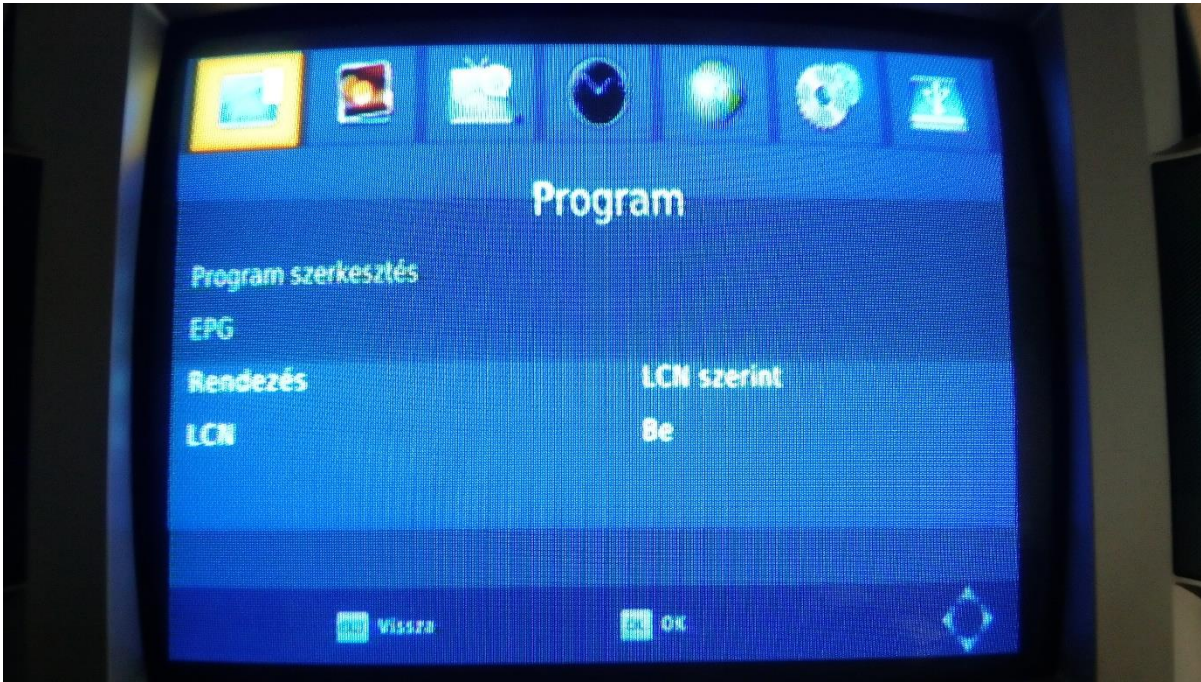 Program
Program szerkesztés
EPG
Rendezés LCN szerint
LCN Be
Vissza OK